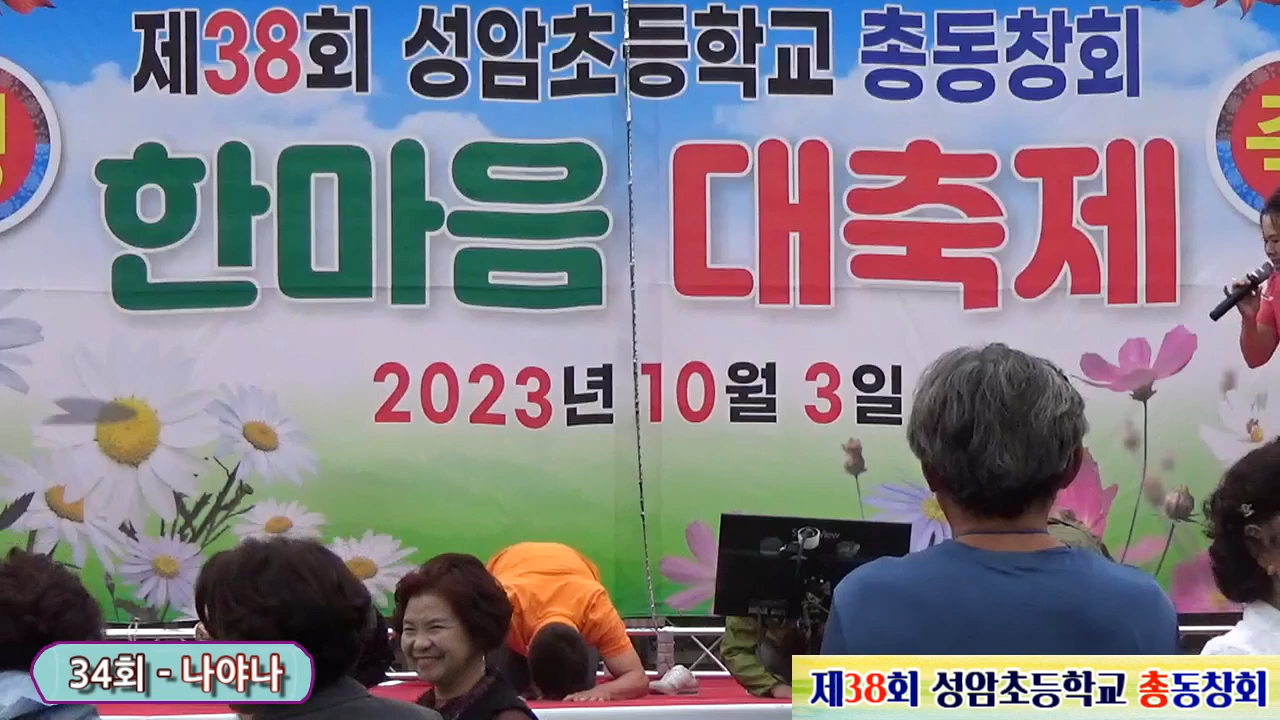 제38회 성암초등학교 총동창회
한마음 대축제
2023년 10월 3일
34회 - 나야나
제38회 성암초등학교 총동창회